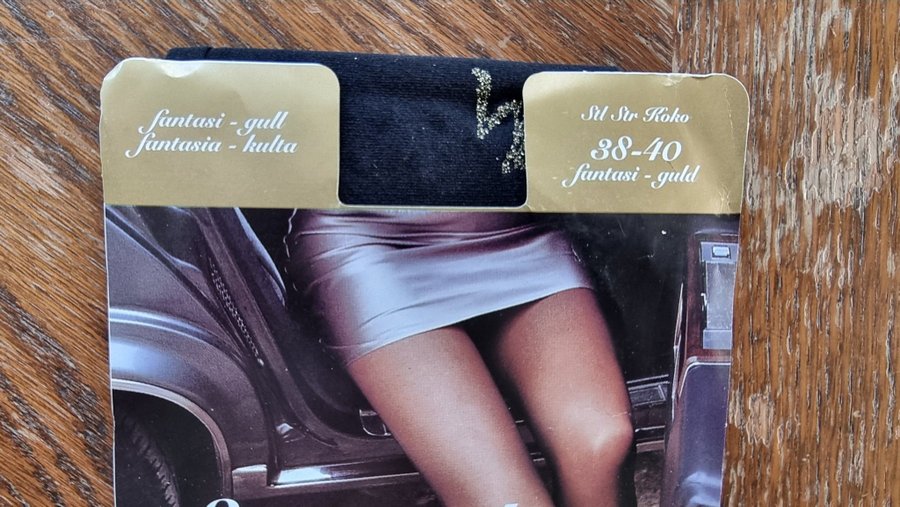 fantasi - gull
fantasia - kulta
Stl Str Koko
38-40
fantasi - guld